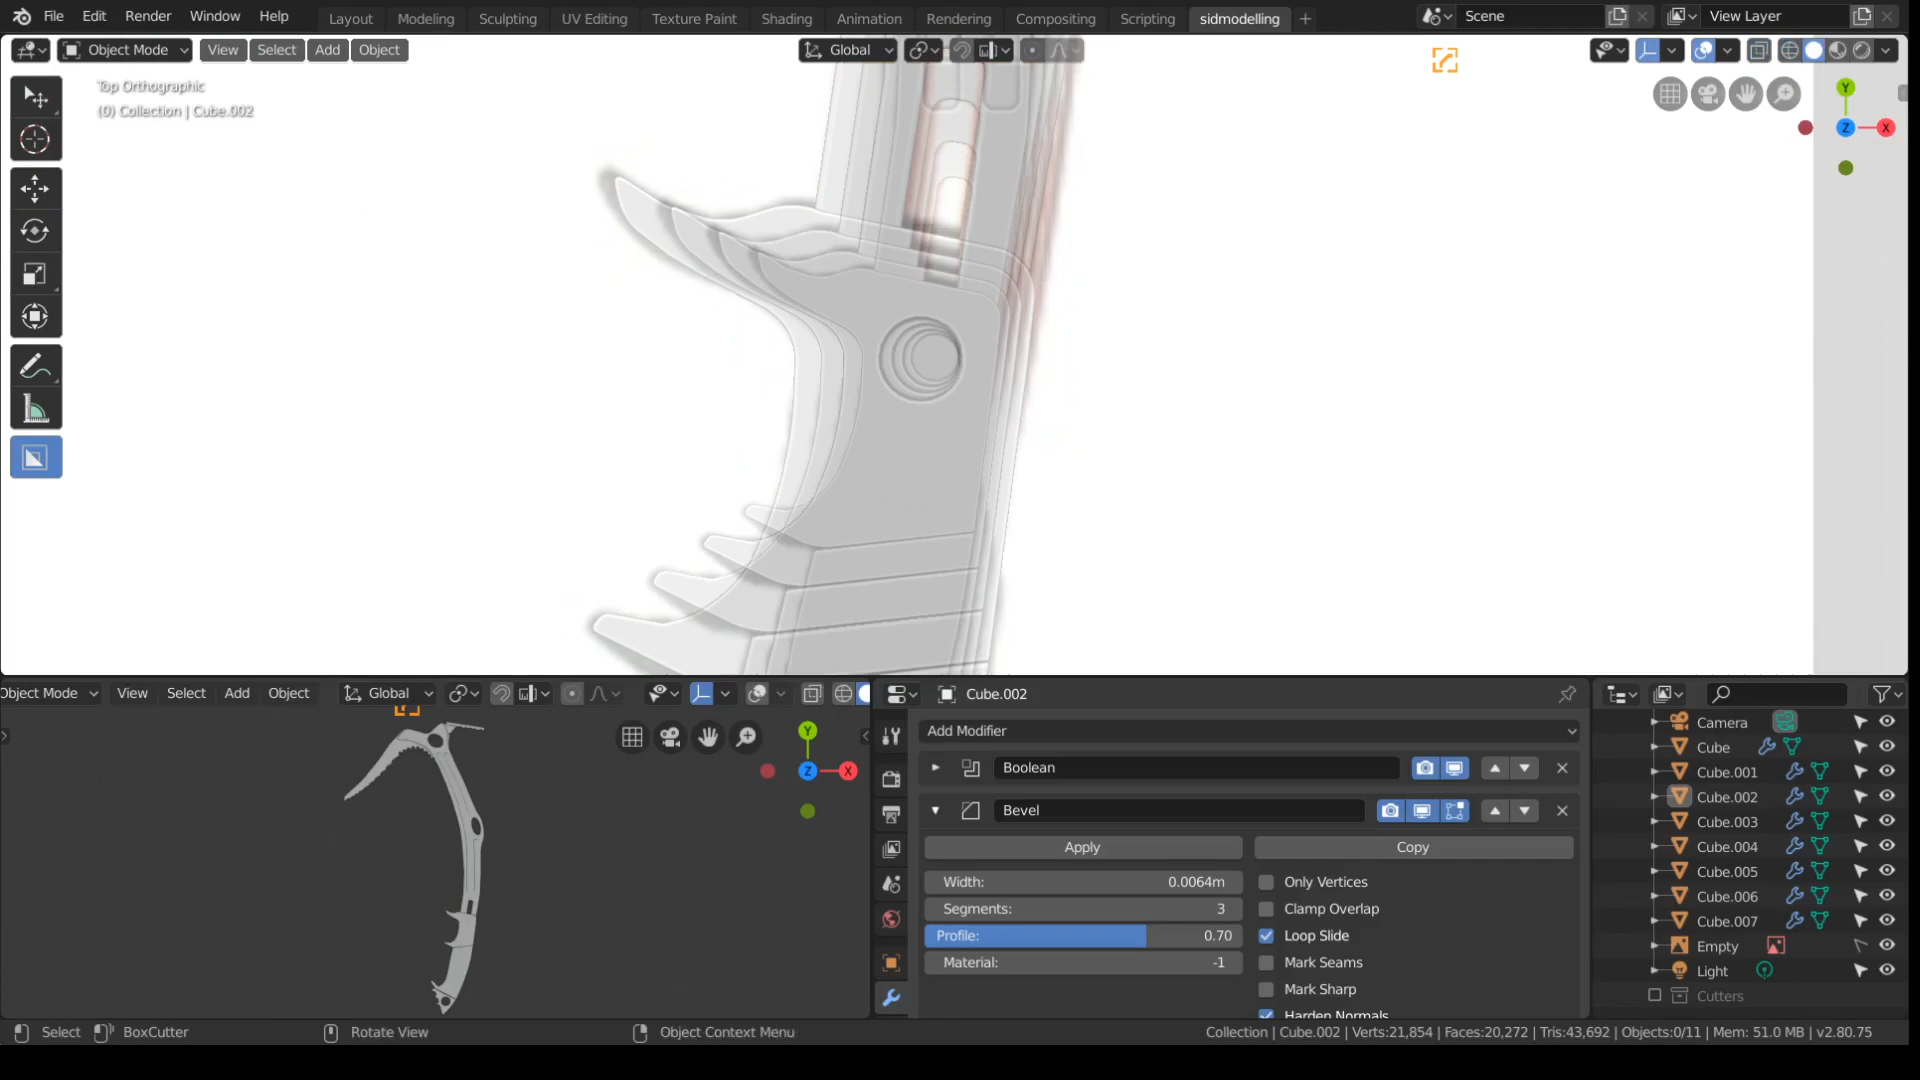 File Edit Render Window Help Layout Modeling Sculpting UV Editing Texture Paint Shading Animation Rendering Compositing Scripting sidmodelling + Scene View Layer
Object Mode View Select Add Object Global
Top Orthographic
(0) Collection | Cube.002
Y
Z X
Object Mode View Select Add Object Global
Y
Z X
Cube.002
Add Modifier
Boolean
Bevel
Apply Copy
Width: 0.0064m Only Vertices
Segments: 3 Clamp Overlap
Profile: 0.70 Loop Slide
Material: -1 Mark Seams
Mark Sharp
Harden Normals
Camera
Cube
Cube.001
Cube.002
Cube.003
Cube.004
Cube.005
Cube.006
Cube.007
Empty
Light
Cutters
Select BoxCutter Rotate View Object Context Menu Collection | Cube.002 | Verts:21,854 | Faces:20,272 | Tris:43,692 | Objects:0/11 | Mem: 51.0 MB | v2.80.75